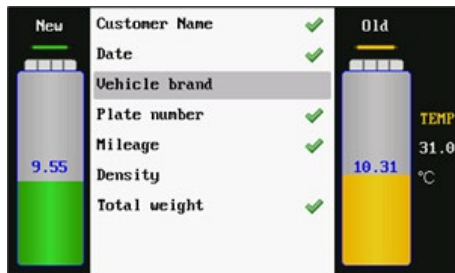 New
Customer Name
Date
Vehicle brand
Plate number
Mileage
Density
Total weight
9.55
Old
10.31
TEMP
31.0
°C